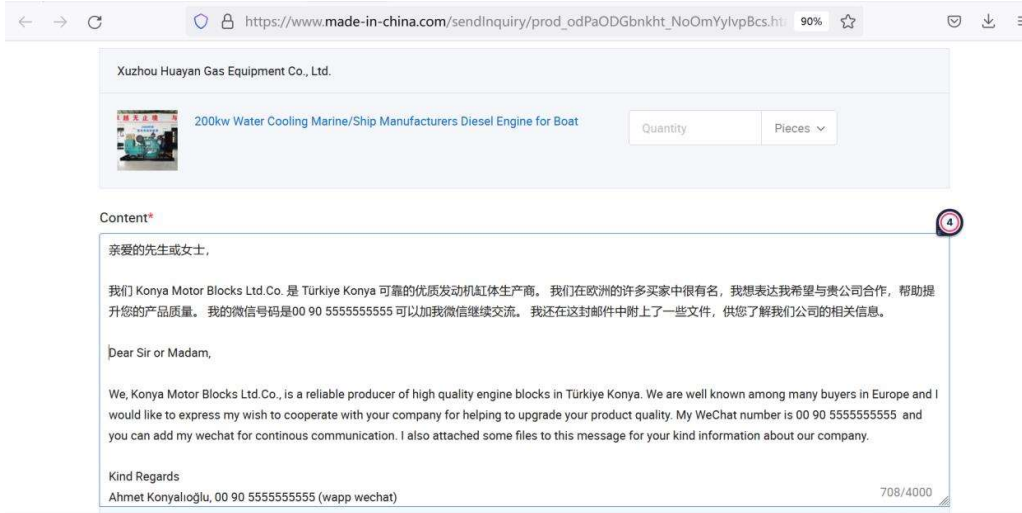 https://www.made-in-china.com/sendInquiry/prod_odPaODGbnkht_NoOmYylvpBcs.ht
90%
Xuzhou Huayan Gas Equipment Co., Ltd.
200kw Water Cooling Marine/Ship Manufacturers Diesel Engine for Boat
Quantity
Pieces
Content*
4
亲爱的先生或女士，
我们 Konya Motor Blocks Ltd.Co. 是 Türkiye Konya 可靠的优质发动机缸体生产商。 我们在欧洲的许多买家中很有名，我想表达我希望与贵公司合作，帮助提
升您的产品质量。 我的微信号码是00 90 5555555555 可以加我微信继续交流。 我还在这封邮件中附上了一些文件，供您了解我们公司的相关信息。
Dear Sir or Madam,
We, Konya Motor Blocks Ltd.Co., is a reliable producer of high quality engine blocks in Türkiye Konya. We are well known among many buyers in Europe and I
would like to express my wish to cooperate with your company for helping to upgrade your product quality. My WeChat number is 00 90 5555555555 and
you can add my wechat for continous communication. I also attached some files to this message for your kind information about our company.
Kind Regards
Ahmet Konyalıoğlu, 00 90 5555555555 (wapp wechat)
708/4000